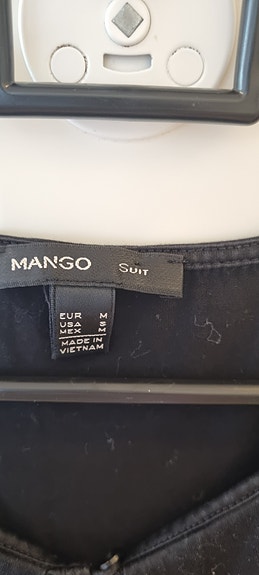 MANGO SUIT
EUR M
USA S
MEX M
MADE IN
VIETNAM